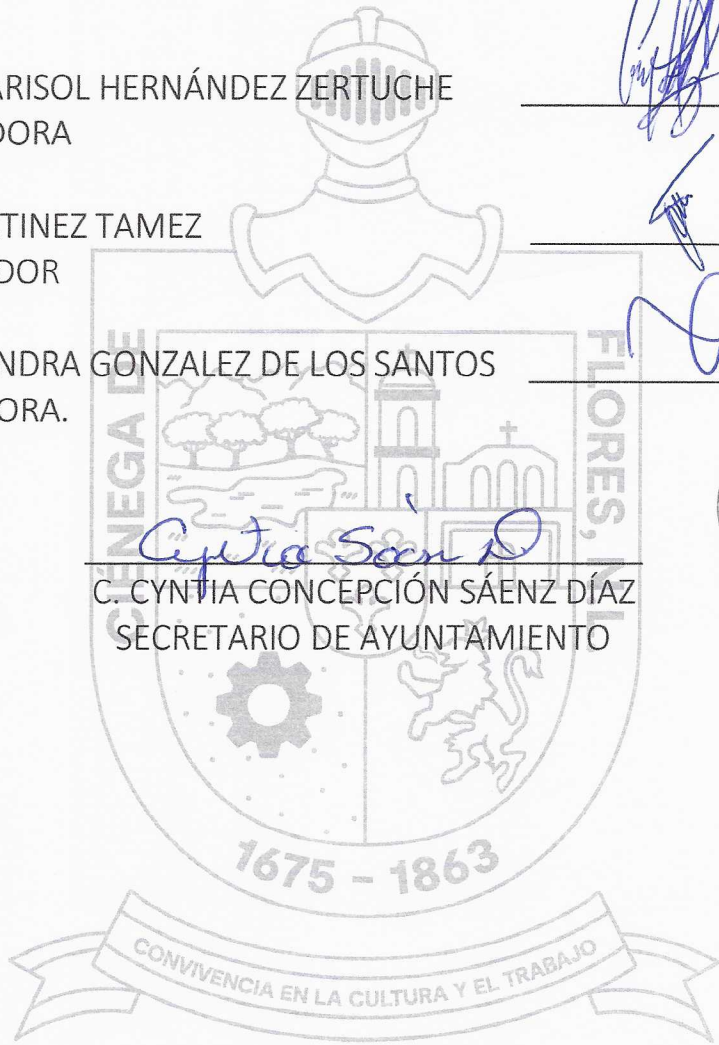 ARISOL HERNÁNDEZ ZERTUCHE
DORA
TINEZ TAMEZ
DOR
NDRA GONZALEZ DE LOS SANTOS
ORA.
CIÉNEGA DE
FLORES, N.L.
C. CYNTIA CONCEPCIÓN SÁENZ DÍAZ
SECRETARIO DE AYUNTAMIENTO
1675 - 1863
CONVIVENCIA EN LA CULTURA Y EL TRABAJO